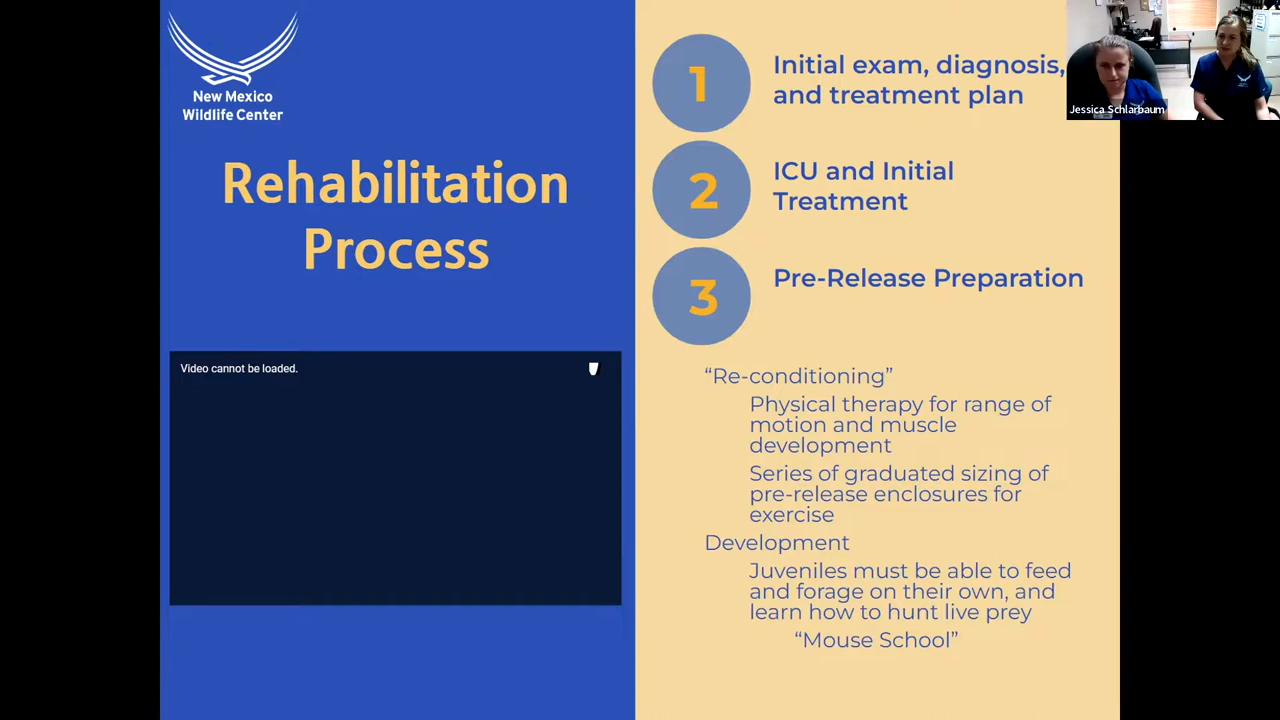 New Mexico
Wildlife Center
Rehabilitation
Process
Video cannot be loaded.
1
Initial exam, diagnosis,
and treatment plan
2
ICU and Initial
Treatment
3
Pre-Release Preparation
“Re-conditioning”
Physical therapy for range of
motion and muscle
development
Series of graduated sizing of
pre-release enclosures for
exercise
Development
Juveniles must be able to feed
and forage on their own, and
learn how to hunt live prey
“Mouse School”
Jessica Schlarbaum